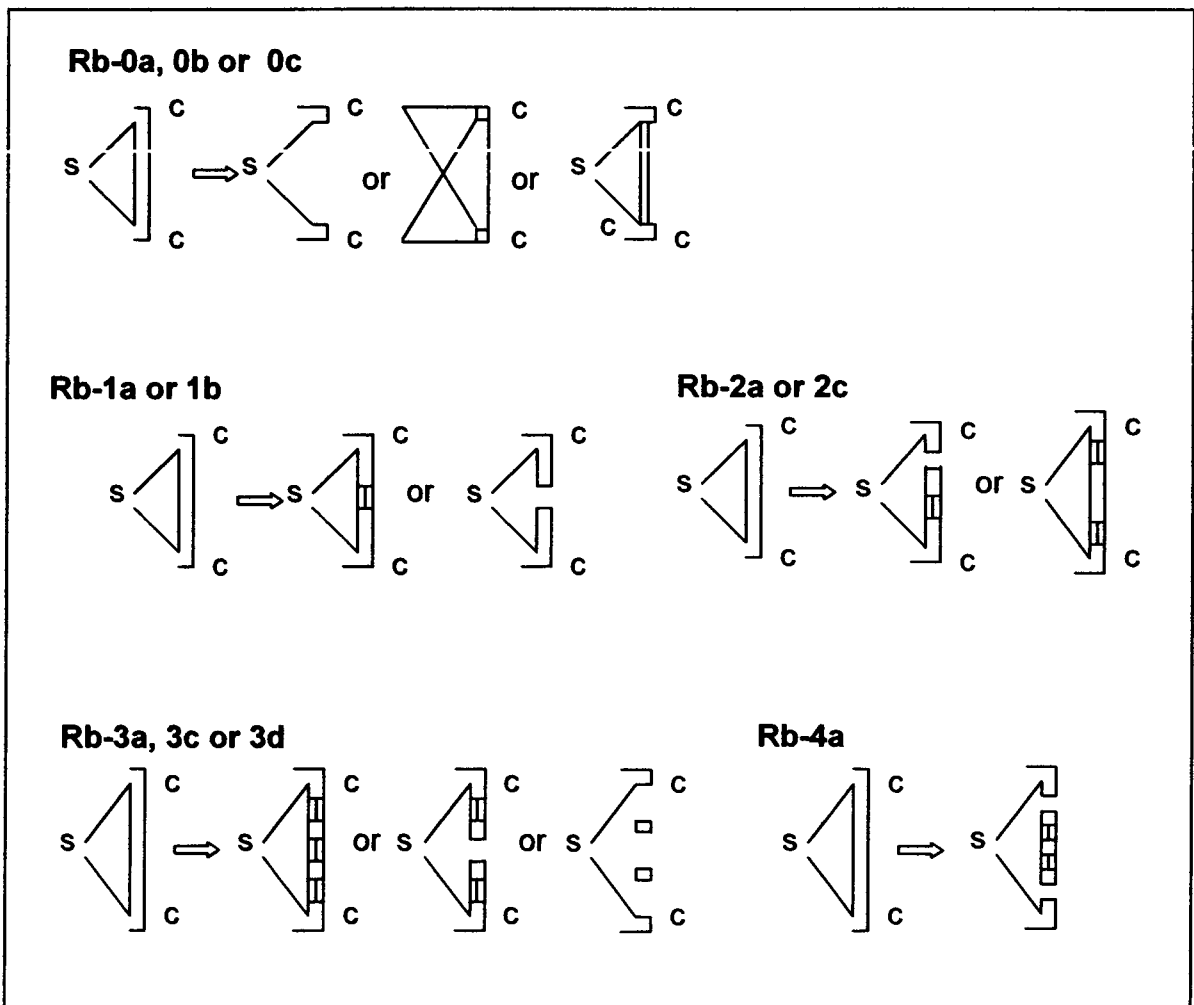 Rb-0a, 0b or 0c
C C C C
S S or or S
C C C C C
Rb-1a or 1b
C C C
S S or S
C C C
Rb-2a or 2c
C C C
S S or S
C C C
Rb-3a, 3c or 3d
C C C C
S S or S or S
C C C C
Rb-4a
C
S S
C